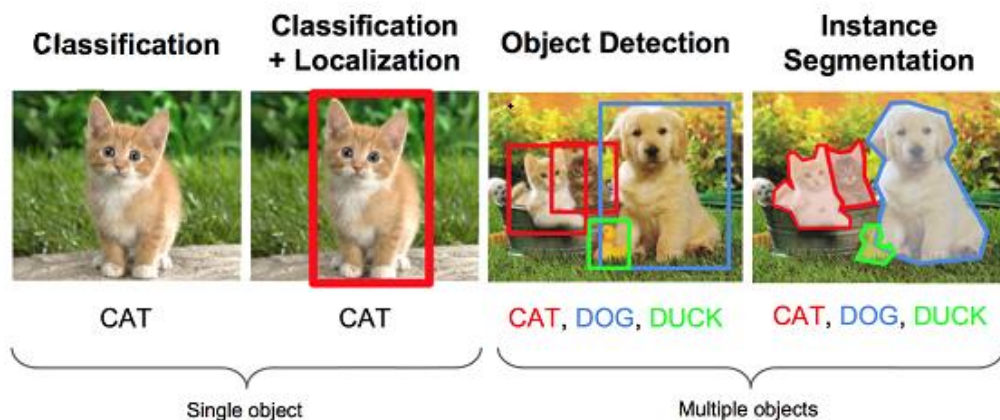 Classification
Classification
+ Localization
Object Detection
Instance
Segmentation
CAT
CAT
CAT, DOG, DUCK
CAT, DOG, DUCK
Single object
Multiple objects